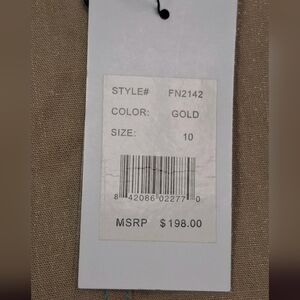 STYLE# FN2142
COLOR: GOLD
SIZE: 10
8 42086 02277 0
MSRP $198.00